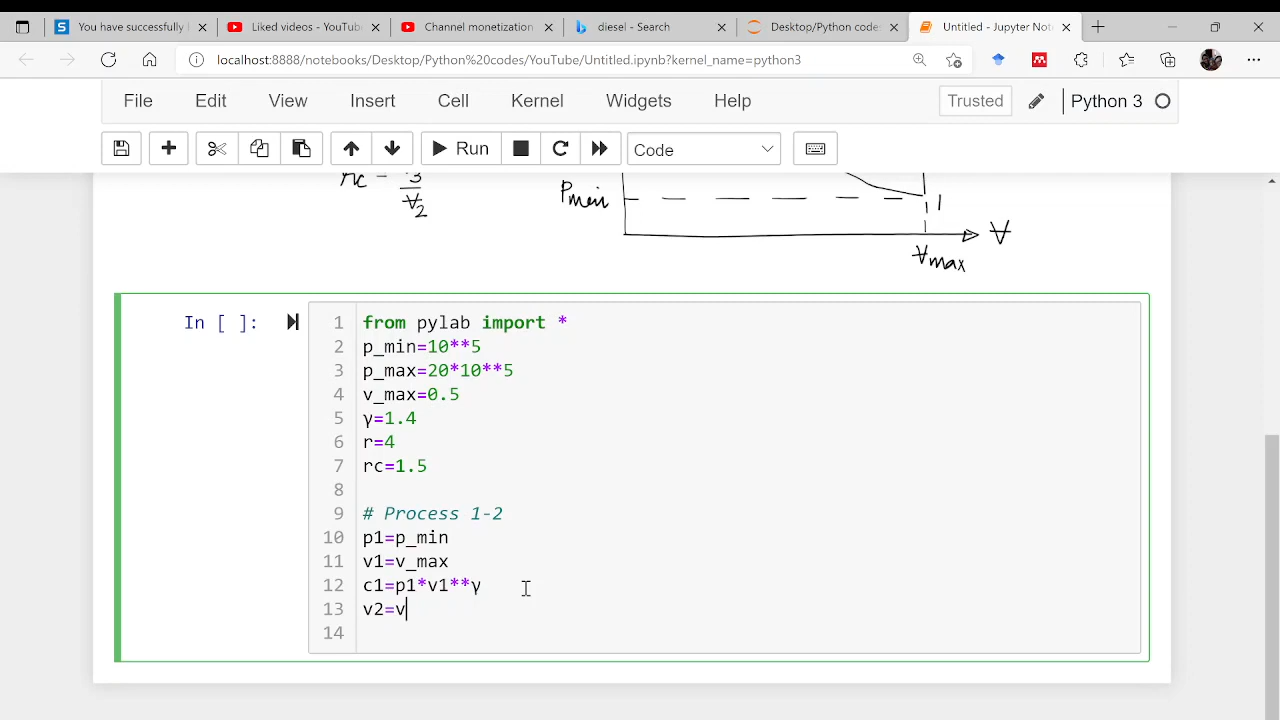 You have successfully
Liked videos - YouTub
Channel monetization
diesel - Search
Desktop/Python code
Untitled - Jupyter Not
localhost:8888/notebooks/Desktop/Python%20codes/YouTube/Untitled.ipynb?kernel_name=python3
File Edit View Insert Cell Kernel Widgets Help Trusted Python 3
Run Code
Pmin
1
V
Vmax
V2
In [ ]:
1 from pylab import *
2 p_min=10**5
3 p_max=20*10**5
4 v_max=0.5
5 γ=1.4
6 r=4
7 rc=1.5
8
9 # Process 1-2
10 p1=p_min
11 v1=v_max
12 c1=p1*v1**γ
13 v2=v
14